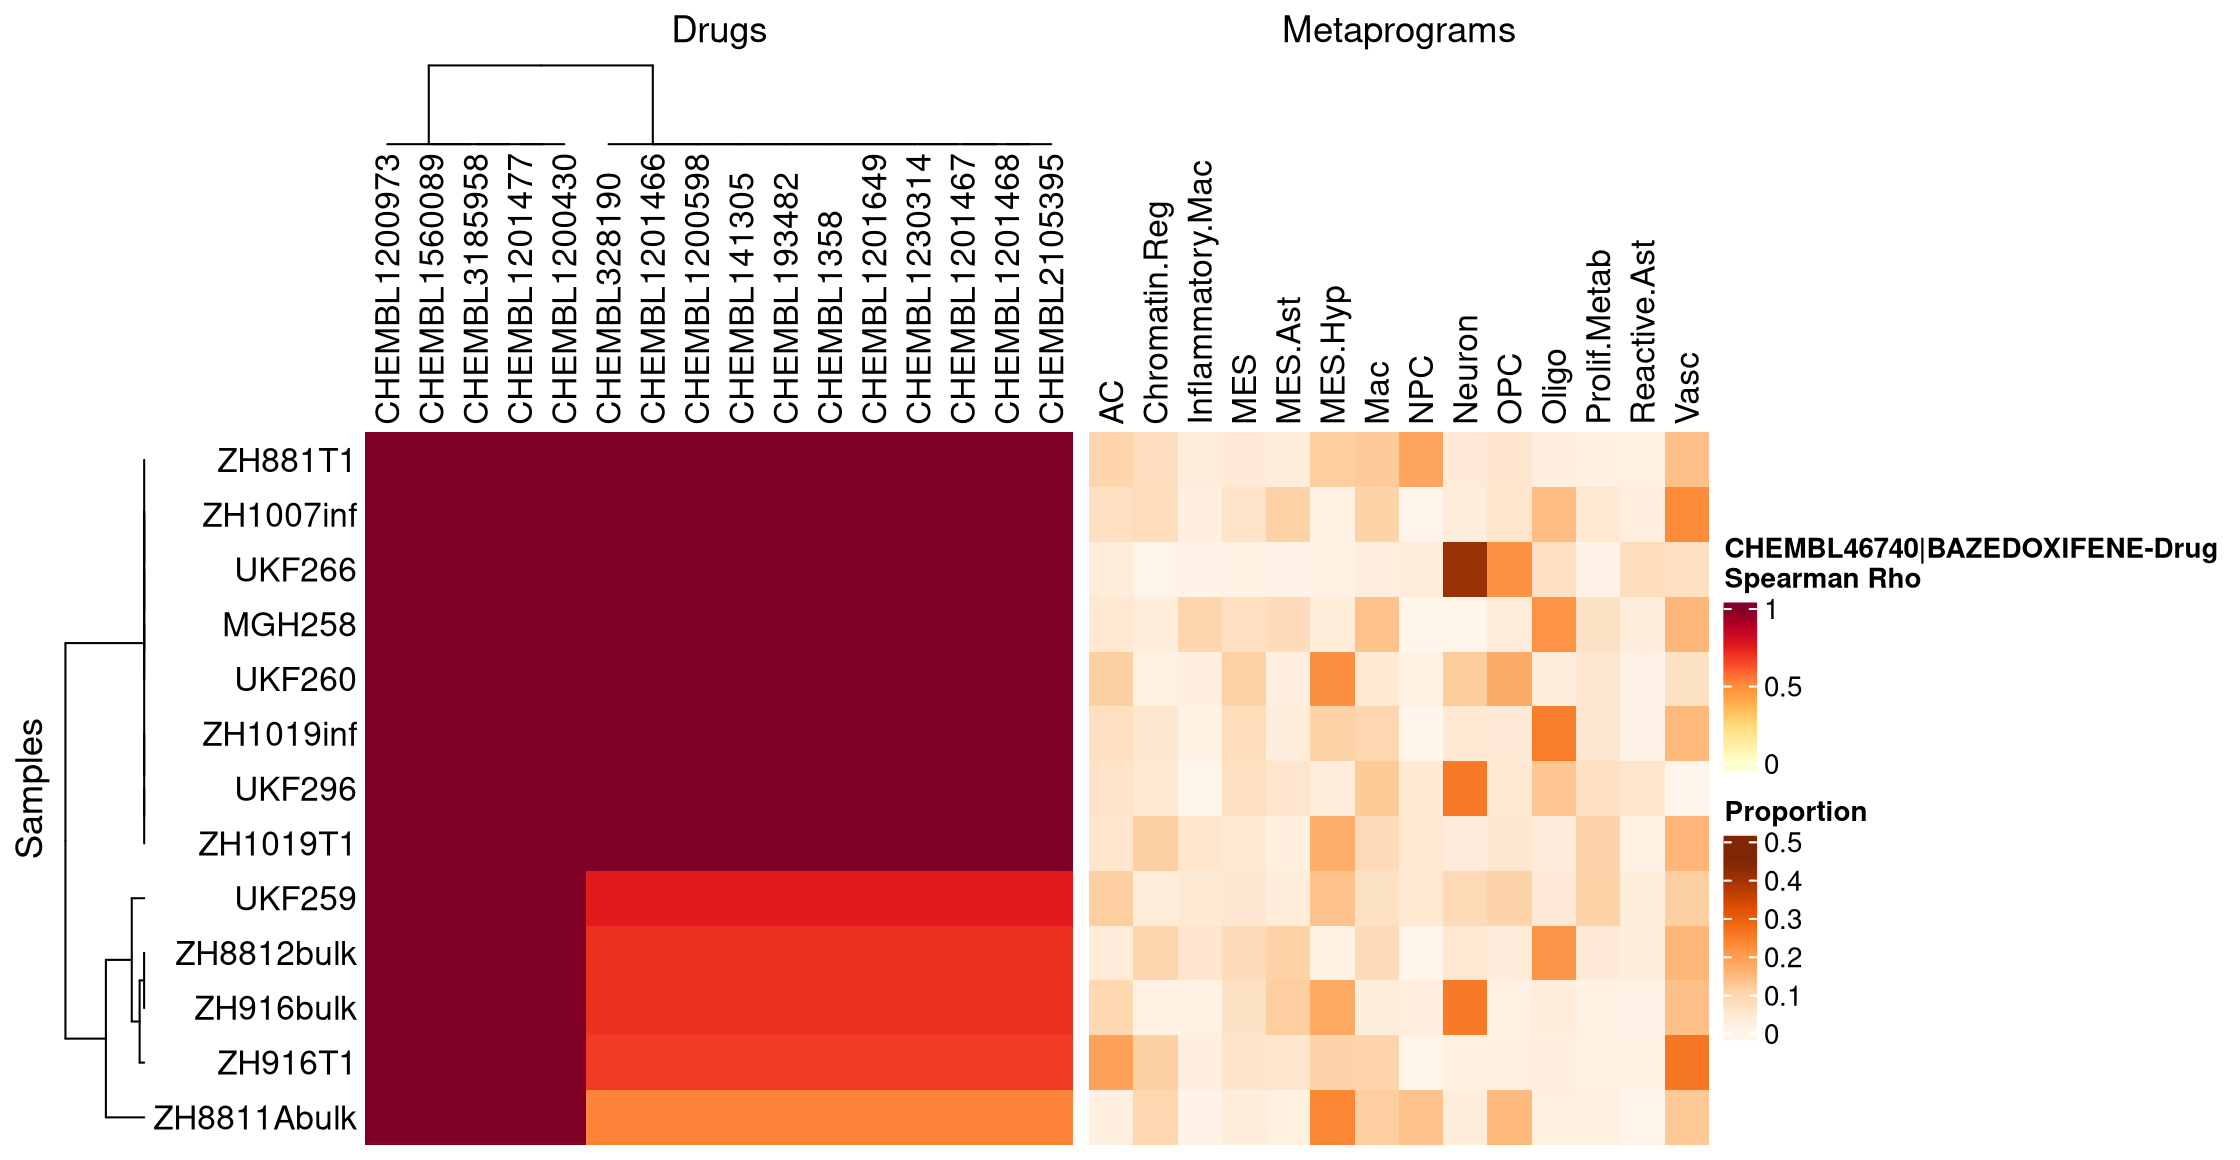 Drugs
Metaprograms
CHEMBL1200973
CHEMBL1560089
CHEMBL3185958
CHEMBL1201477
CHEMBL1200430
CHEMBL328190
CHEMBL1201466
CHEMBL1200598
CHEMBL141305
CHEMBL193482
CHEMBL1358
CHEMBL1201649
CHEMBL1230314
CHEMBL1201467
CHEMBL1201468
CHEMBL2105395
AC
Chromatin.Reg
Inflammatory.Mac
MES
MES.Ast
MES.Hyp
Mac
NPC
Neuron
OPC
Oligo
Prolif.Metab
Reactive.Ast
Vasc
Samples
ZH881T1
ZH1007inf
UKF266
MGH258
UKF260
ZH1019inf
UKF296
ZH1019T1
UKF259
ZH8812bulk
ZH916bulk
ZH916T1
ZH8811Abulk
CHEMBL46740|BAZEDOXIFENE-Drug
Spearman Rho
1
0.5
0
Proportion
0.5
0.4
0.3
0.2
0.1
0